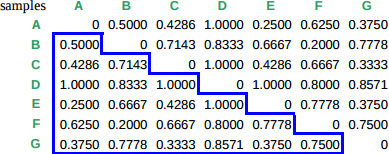 samples A B C D E F G
A 0 0.5000 0.4286 1.0000 0.2500 0.6250 0.3750
B 0.5000 0 0.7143 0.8333 0.6667 0.2000 0.7778
C 0.4286 0.7143 0 1.0000 0.4286 0.6667 0.3333
D 1.0000 0.8333 1.0000 0 1.0000 0.8000 0.8571
E 0.2500 0.6667 0.4286 1.0000 0 0.7778 0.3750
F 0.6250 0.2000 0.6667 0.8000 0.7778 0 0.7500
G 0.3750 0.7778 0.3333 0.8571 0.3750 0.7500 0